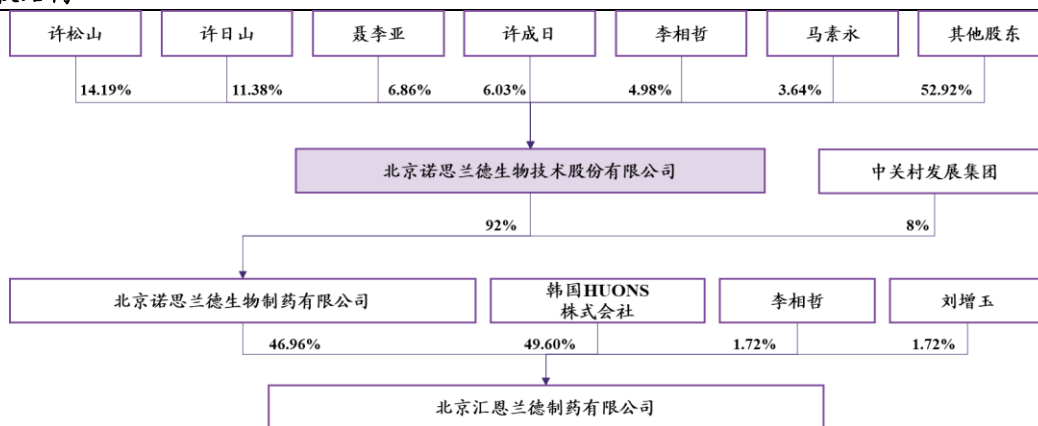 许松山
许日山
聂李亚
许成日
李相哲
马素永
其他股东
14.19%
11.38%
6.86%
6.03%
4.98%
3.64%
52.92%
北京诺思兰德生物技术股份有限公司
中关村发展集团
92%
8%
北京诺思兰德生物制药有限公司
韩国HUONS
株式会社
李相哲
刘增玉
46.96%
49.60%
1.72%
1.72%
北京汇恩兰德制药有限公司